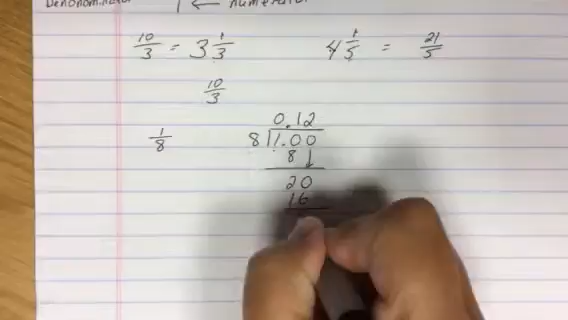 Denonominator
numerator
10/3 = 3 1/3
4 1/5 = 21/5
10/3
0.12
1/8
8 1.00
8
20
16